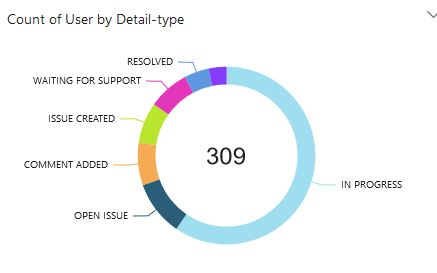 Count of User by Detail-type
RESOLVED
WAITING FOR SUPPORT
ISSUE CREATED
309
COMMENT ADDED
IN PROGRESS
OPEN ISSUE